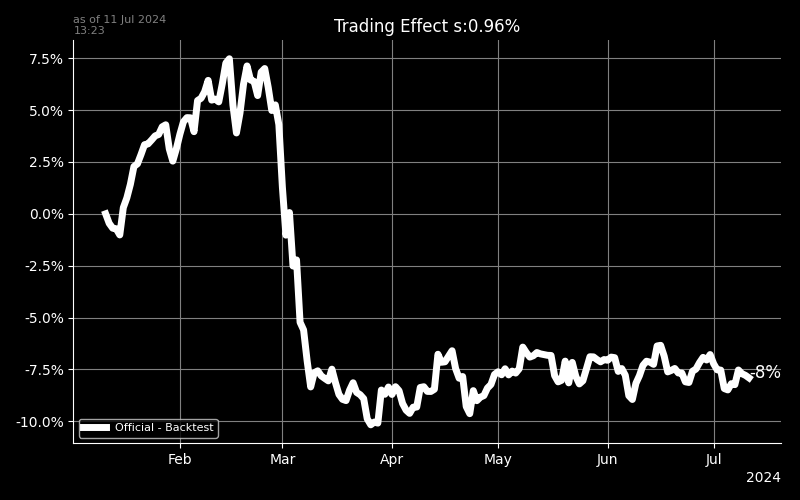 as of 11 Jul 2024
13:23
Trading Effect s:0.96%
7.5%
5.0%
2.5%
0.0%
-2.5%
-5.0%
-7.5%
-10.0%
-8%
Official - Backtest
Feb Mar Apr May Jun Jul
2024